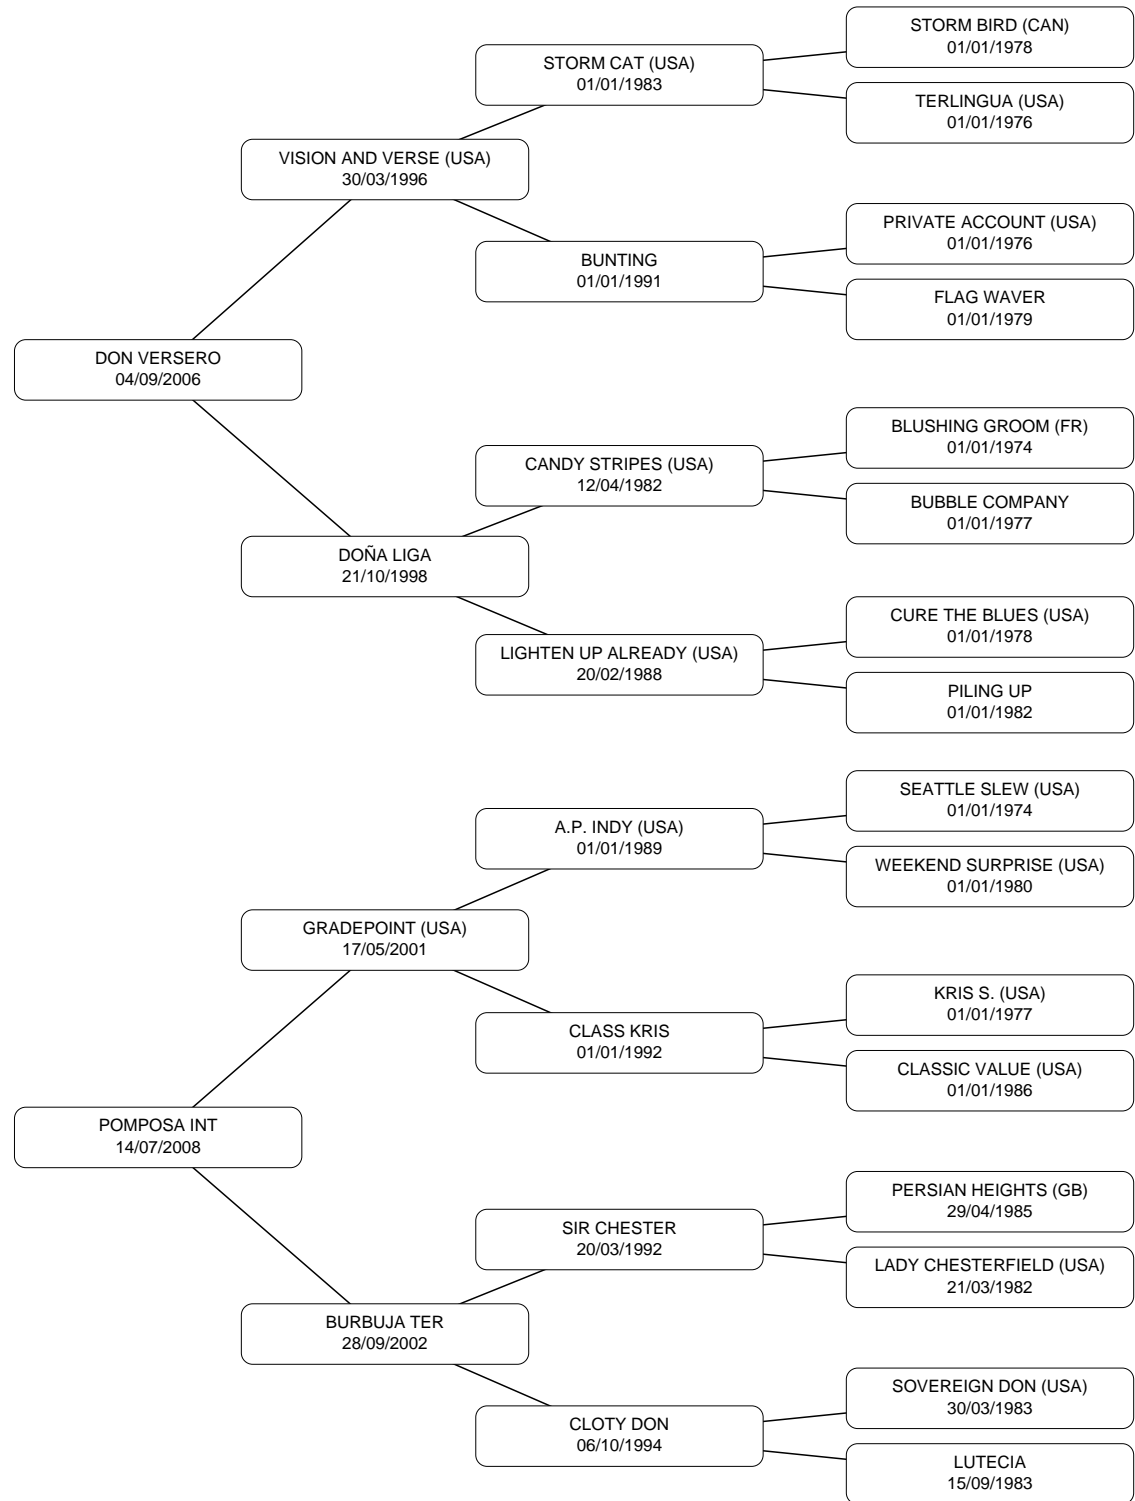 STORM BIRD (CAN)
01/01/1978
STORM CAT (USA)
01/01/1983
TERLINGUA (USA)
01/01/1976
VISION AND VERSE (USA)
30/03/1996
PRIVATE ACCOUNT (USA)
01/01/1976
BUNTING
01/01/1991
FLAG WAVER
01/01/1979
DON VERSERO
04/09/2006
BLUSHING GROOM (FR)
01/01/1974
CANDY STRIPES (USA)
12/04/1982
BUBBLE COMPANY
01/01/1977
DOÑA LIGA
21/10/1998
CURE THE BLUES (USA)
01/01/1978
LIGHTEN UP ALREADY (USA)
20/02/1988
PILING UP
01/01/1982
SEATTLE SLEW (USA)
01/01/1974
A.P. INDY (USA)
01/01/1989
WEEKEND SURPRISE (USA)
01/01/1980
GRADEPOINT (USA)
17/05/2001
KRIS S. (USA)
01/01/1977
CLASS KRIS
01/01/1992
CLASSIC VALUE (USA)
01/01/1986
POMPOSA INT
14/07/2008
PERSIAN HEIGHTS (GB)
29/04/1985
SIR CHESTER
20/03/1992
LADY CHESTERFIELD (USA)
21/03/1982
BURBUJA TER
28/09/2002
SOVEREIGN DON (USA)
30/03/1983
CLOTY DON
06/10/1994
LUTECIA
15/09/1983